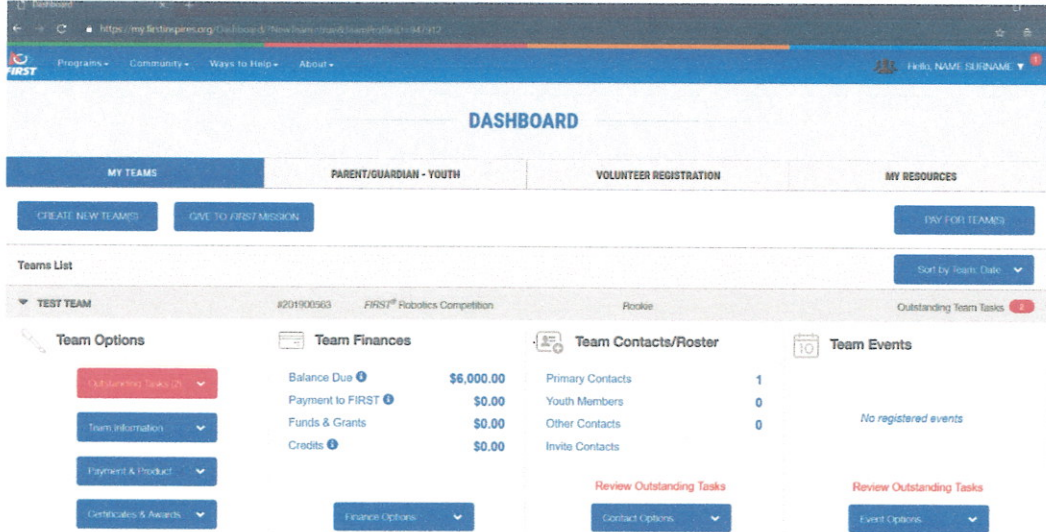 Dashboard
https://my.firstinspires.org/Dashboard/
FIRST
Programs Community Ways to Help About
Hello, NAME SURNAME 1
DASHBOARD
MY TEAMS PARENT/GUARDIAN - YOUTH VOLUNTEER REGISTRATION MY RESOURCES
CREATE NEW TEAM(S) GIVE TO FIRST MISSION PAY FOR TEAM(S)
Teams List Sort by Team: Date
TEST TEAM #201900563 FIRST® Robotics Competition Rookie Outstanding Team Tasks 2
Team Options Team Finances Team Contacts/Roster 10 Team Events
Outstanding Tasks (2) Balance Due $6,000.00 Primary Contacts 1
Payment to FIRST $0.00 Youth Members 0
Team Information Funds & Grants $0.00 Other Contacts 0 No registered events
Credits $0.00 Invite Contacts
Payment & Product
Review Outstanding Tasks Review Outstanding Tasks
Certificates & Awards Finance Options Contact Options Event Options